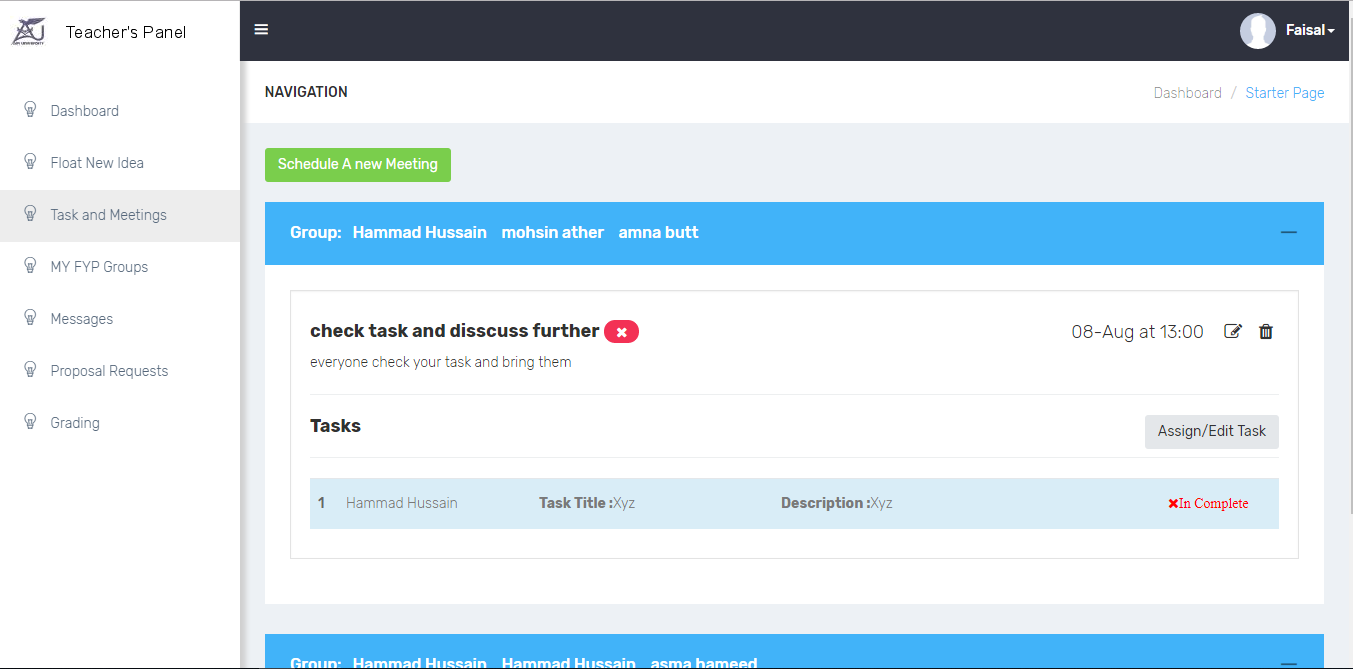 Teacher's Panel
Faisal
NAVIGATION
Dashboard / Starter Page
Dashboard
Float New Idea
Task and Meetings
MY FYP Groups
Messages
Proposal Requests
Grading
Schedule A new Meeting
Group: Hammad Hussain mohsin ather amna butt
check task and disscuss further
08-Aug at 13:00
everyone check your task and bring them
Tasks
Assign/Edit Task
1 Hammad Hussain Task Title :Xyz Description :Xyz In Complete
Group: Hammad Hussain Hammad Hussain asma hameed